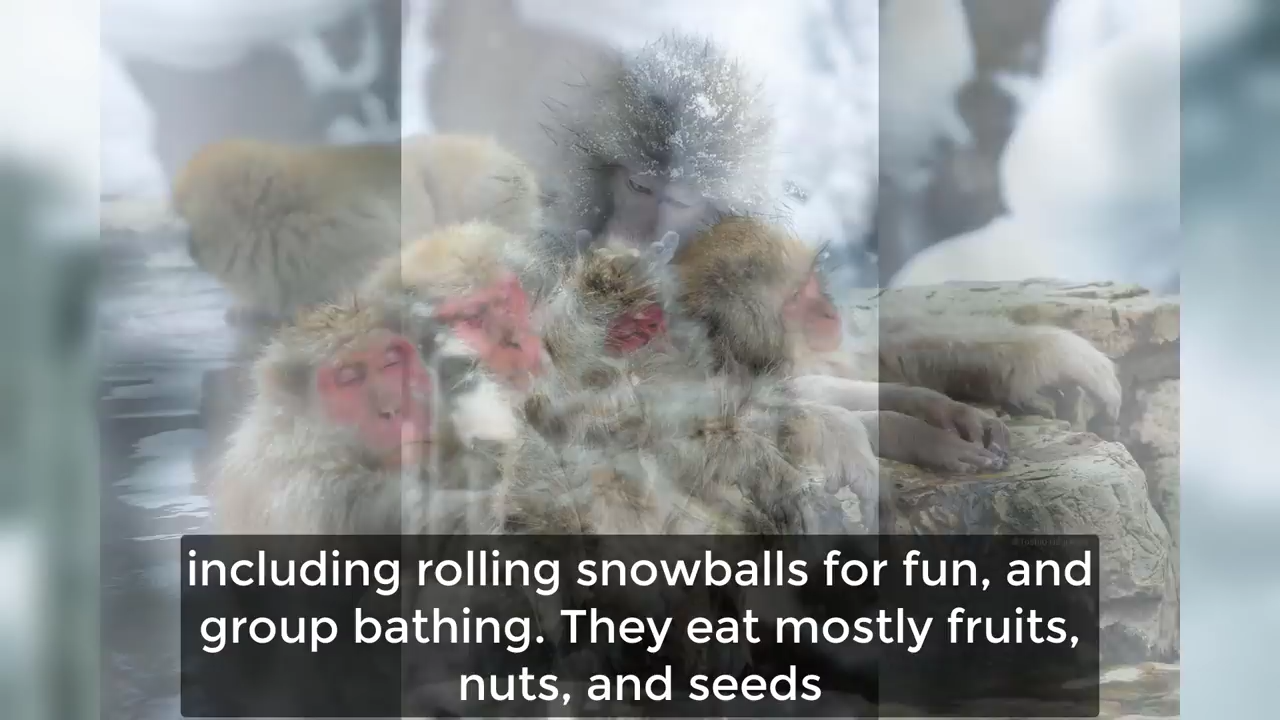 including rolling snowballs for fun, and
group bathing. They eat mostly fruits,
nuts, and seeds